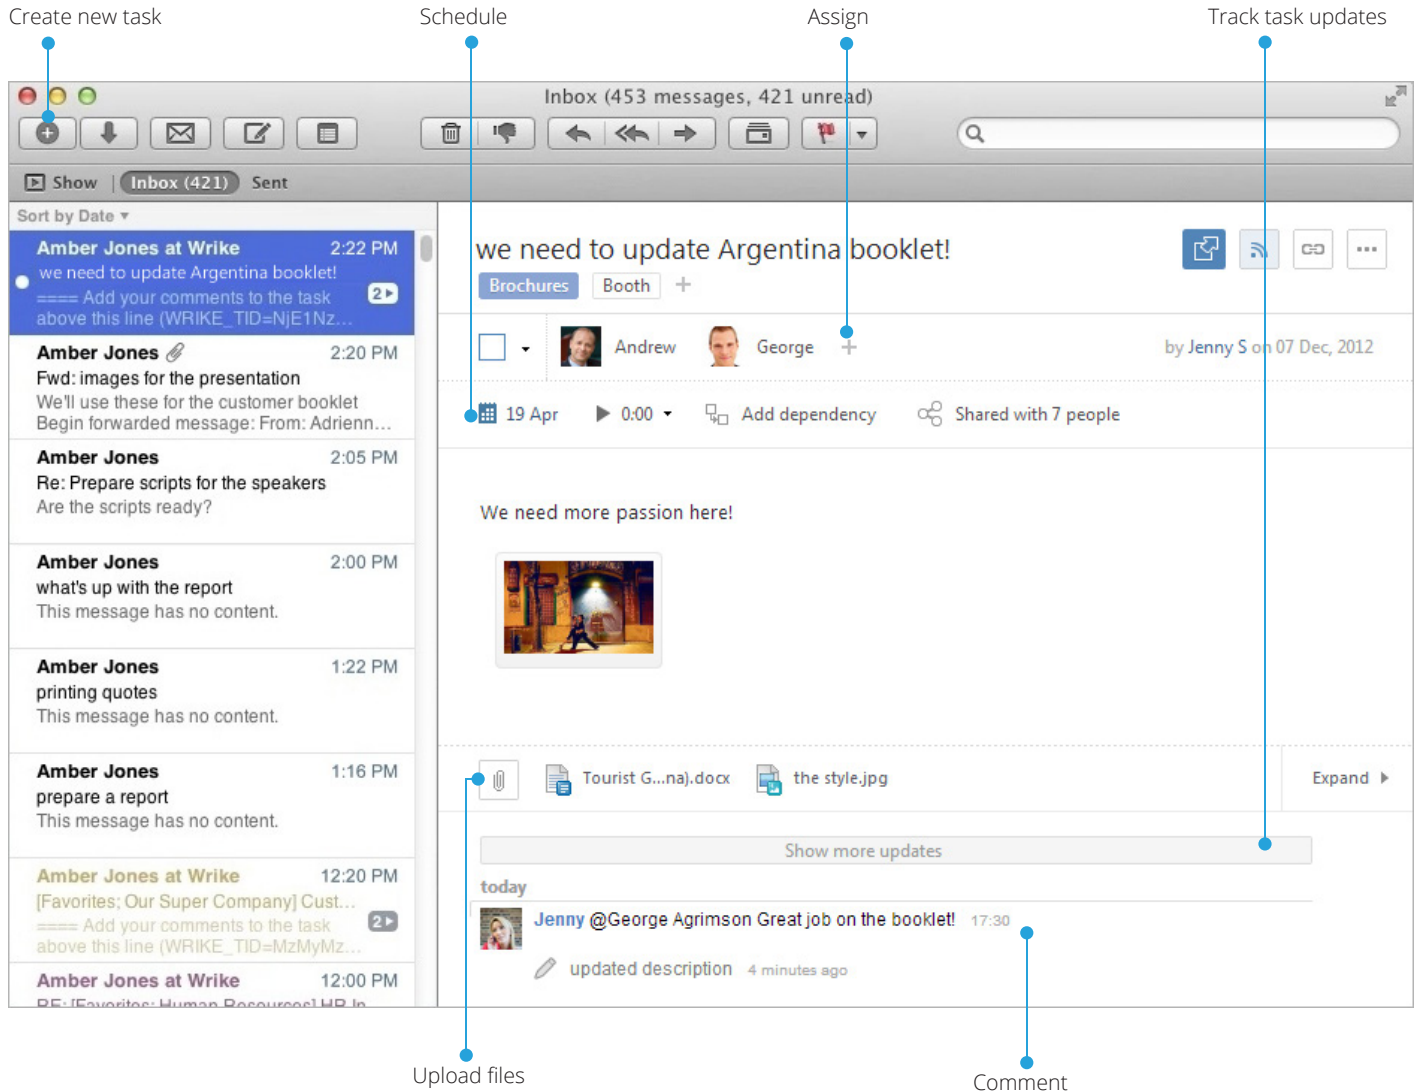 Create new task
Schedule
Assign
Track task updates
Inbox (453 messages, 421 unread)
Show | Inbox (421) Sent
Sort by Date
Amber Jones at Wrike 2:22 PM
we need to update Argentina booklet!
==== Add your comments to the task
above this line (WRIKE_TID=NjE1Nz...
2
Amber Jones 2:20 PM
Fwd: images for the presentation
We'll use these for the customer booklet
Begin forwarded message: From: Adrienn...
Amber Jones 2:05 PM
Re: Prepare scripts for the speakers
Are the scripts ready?
Amber Jones 2:00 PM
what's up with the report
This message has no content.
Amber Jones 1:22 PM
printing quotes
This message has no content.
Amber Jones 1:16 PM
prepare a report
This message has no content.
Amber Jones at Wrike 12:20 PM
[Favorites; Our Super Company] Cust...
==== Add your comments to the task
above this line (WRIKE_TID=MzMyMz...
2
Amber Jones at Wrike 12:00 PM
RE: [Favorites; Human Resources] HR In
we need to update Argentina booklet!
Brochures Booth +
Andrew George +
by Jenny S on 07 Dec, 2012
19 Apr 0:00 Add dependency Shared with 7 people
We need more passion here!
Tourist G...na).docx the style.jpg Expand
Show more updates
today
Jenny @George Agrimson Great job on the booklet! 17:30
updated description 4 minutes ago
Upload files
Comment